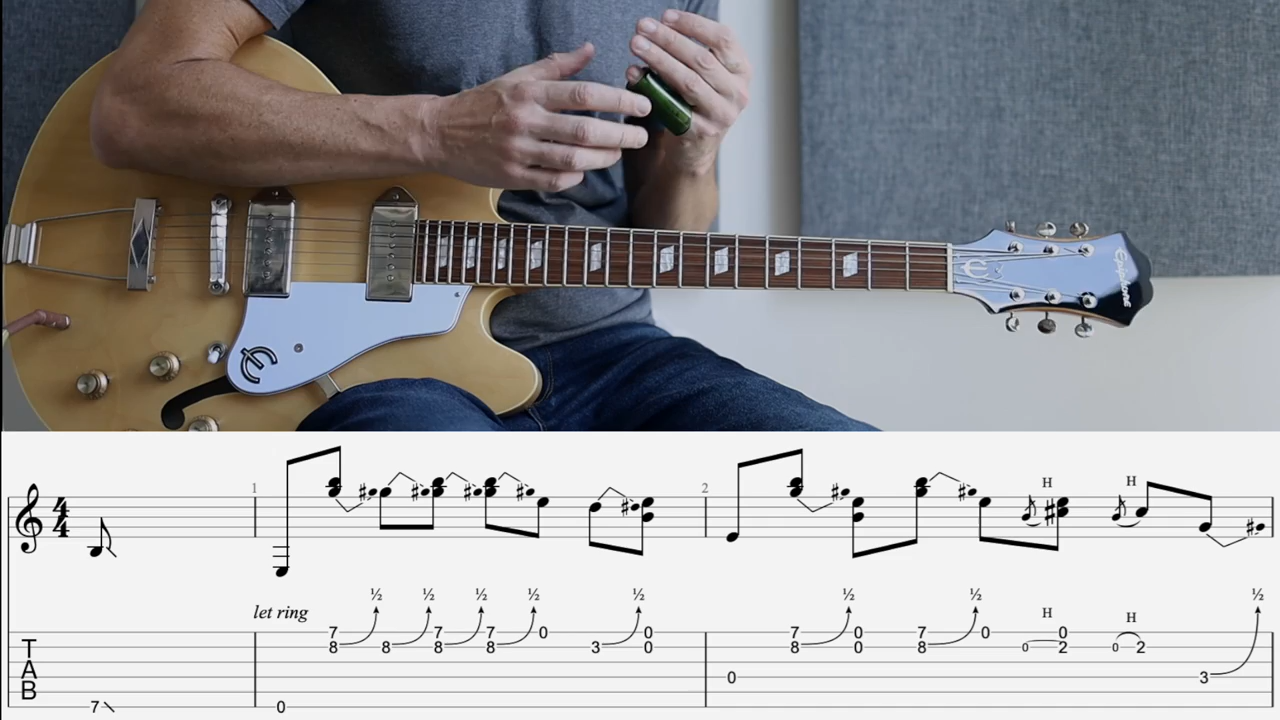 Epiphone
4
4
1
2
H
H
½ ½ ½ ½ ½ ½ ½ ½
let ring
H
H
T
A
B
7 7 7 0 0 7 0 7 0 0
8 8 8 8 3 0 8 0 8 0 2 0 2
0 3
7 0